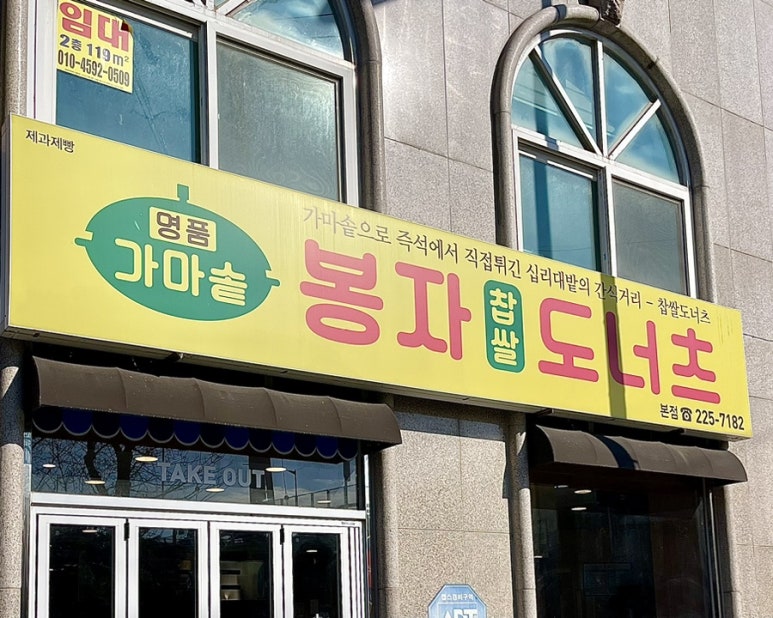 임대
2층 119m²
010-4592-0509
제과제빵
명품
가마솥
가마솥으로 즉석에서 직접튀긴 십리대밭의 간식거리 - 찹쌀도너츠
봉자 찹쌀 도너츠
본점☎225-7182
TAKE OUT